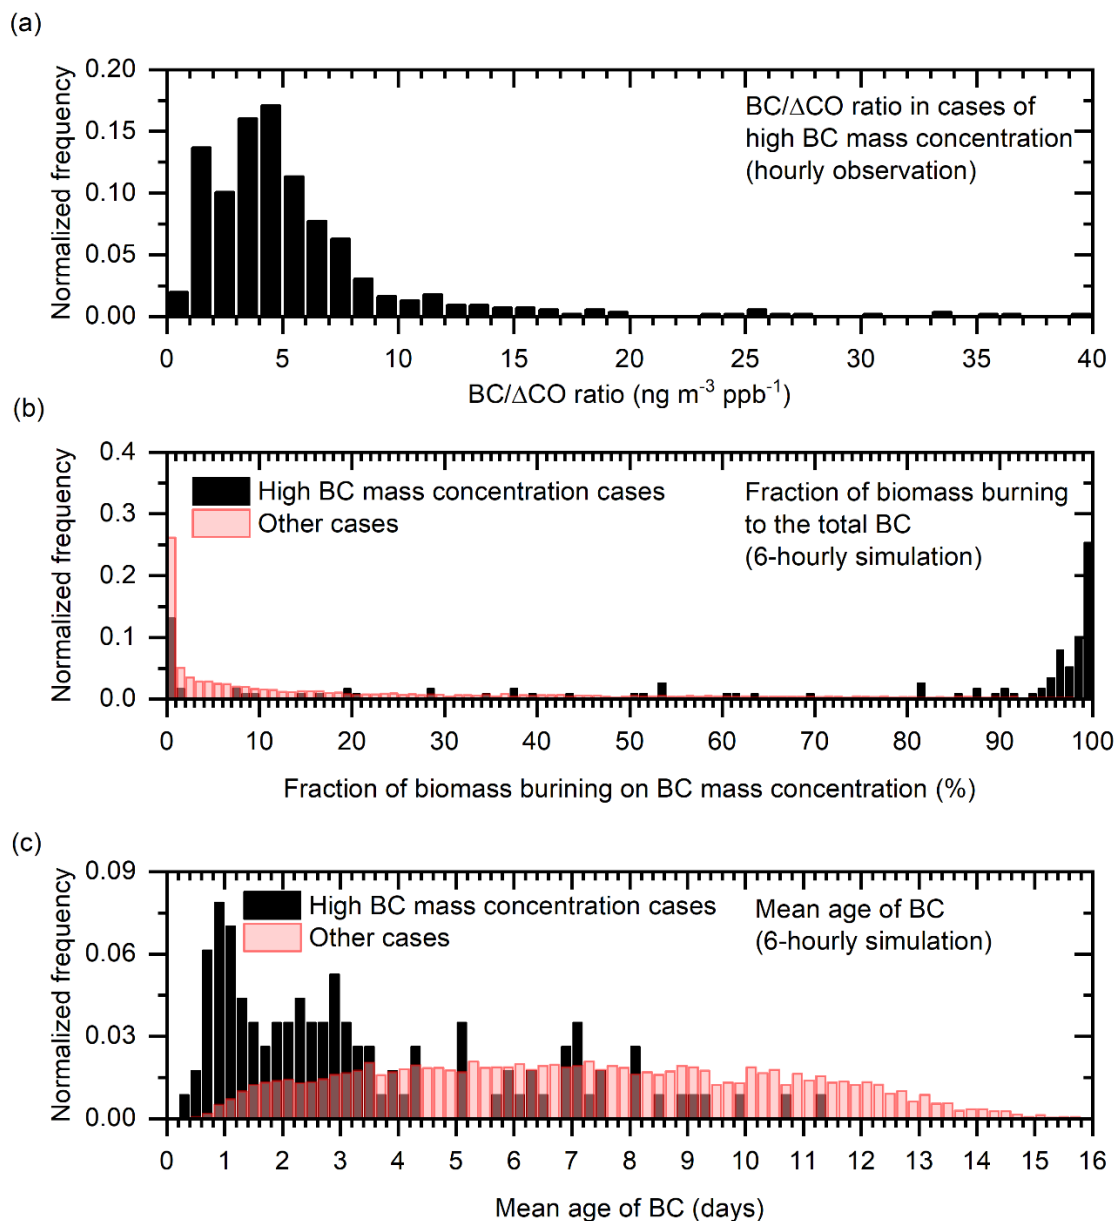 (a)
0.20
0.15
0.10
0.05
0.00
Normalized frequency
BC/ΔCO ratio in cases of
high BC mass concentration
(hourly observation)
0 5 10 15 20 25 30 35 40
BC/ΔCO ratio (ng m-3 ppb-1)
(b)
0.4
0.3
0.2
0.1
0.0
Normalized frequency
High BC mass concentration cases
Other cases
Fraction of biomass burning
to the total BC
(6-hourly simulation)
0 10 20 30 40 50 60 70 80 90 100
Fraction of biomass burining on BC mass concentration (%)
(c)
0.09
0.06
0.03
0.00
Normalized frequency
High BC mass concentration cases
Other cases
Mean age of BC
(6-hourly simulation)
0 1 2 3 4 5 6 7 8 9 10 11 12 13 14 15 16
Mean age of BC (days)